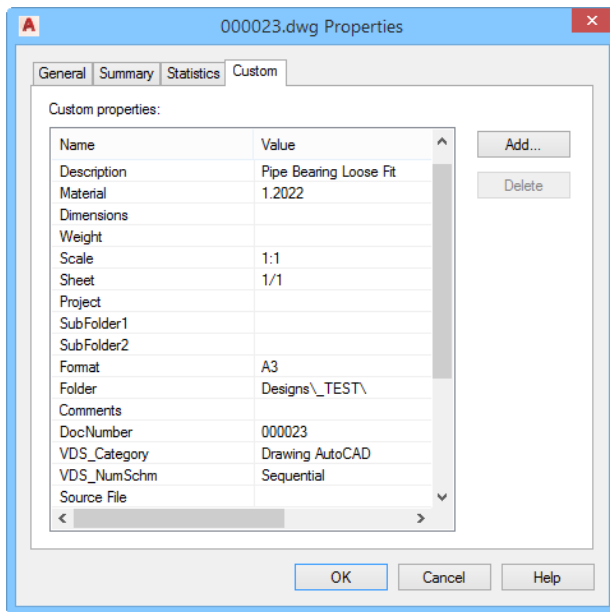 A 000023.dwg Properties
General Summary Statistics Custom
Custom properties:
Name Value
Add...
Description Pipe Bearing Loose Fit
Delete
Material 1.2022
Dimensions
Weight
Scale 1:1
Sheet 1/1
Project
SubFolder1
SubFolder2
Format A3
Folder Designs\_TEST\
Comments
DocNumber 000023
VDS_Category Drawing AutoCAD
VDS_NumSchm Sequential
Source File
OK Cancel Help